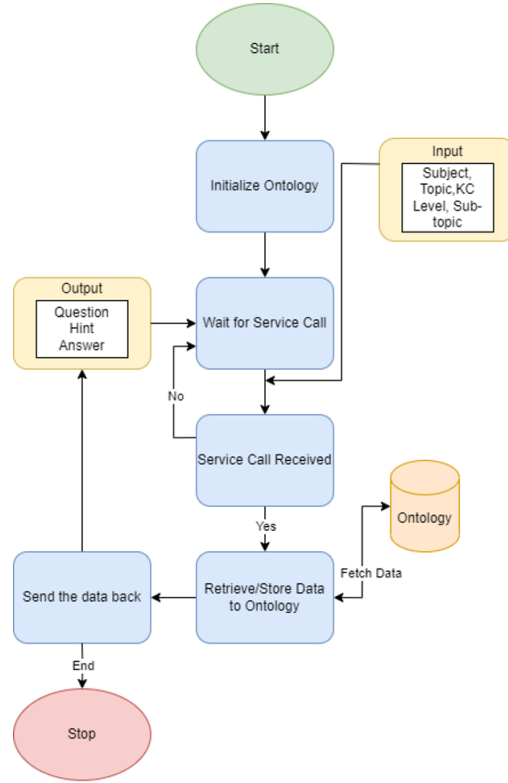 Start
Initialize Ontology
Input
Subject,
Topic,KC
Level, Sub-
topic
Output
Question
Hint
Answer
Wait for Service Call
No
Service Call Received
Yes
Ontology
Fetch Data
Send the data back
Retrieve/Store Data
to Ontology
End
Stop